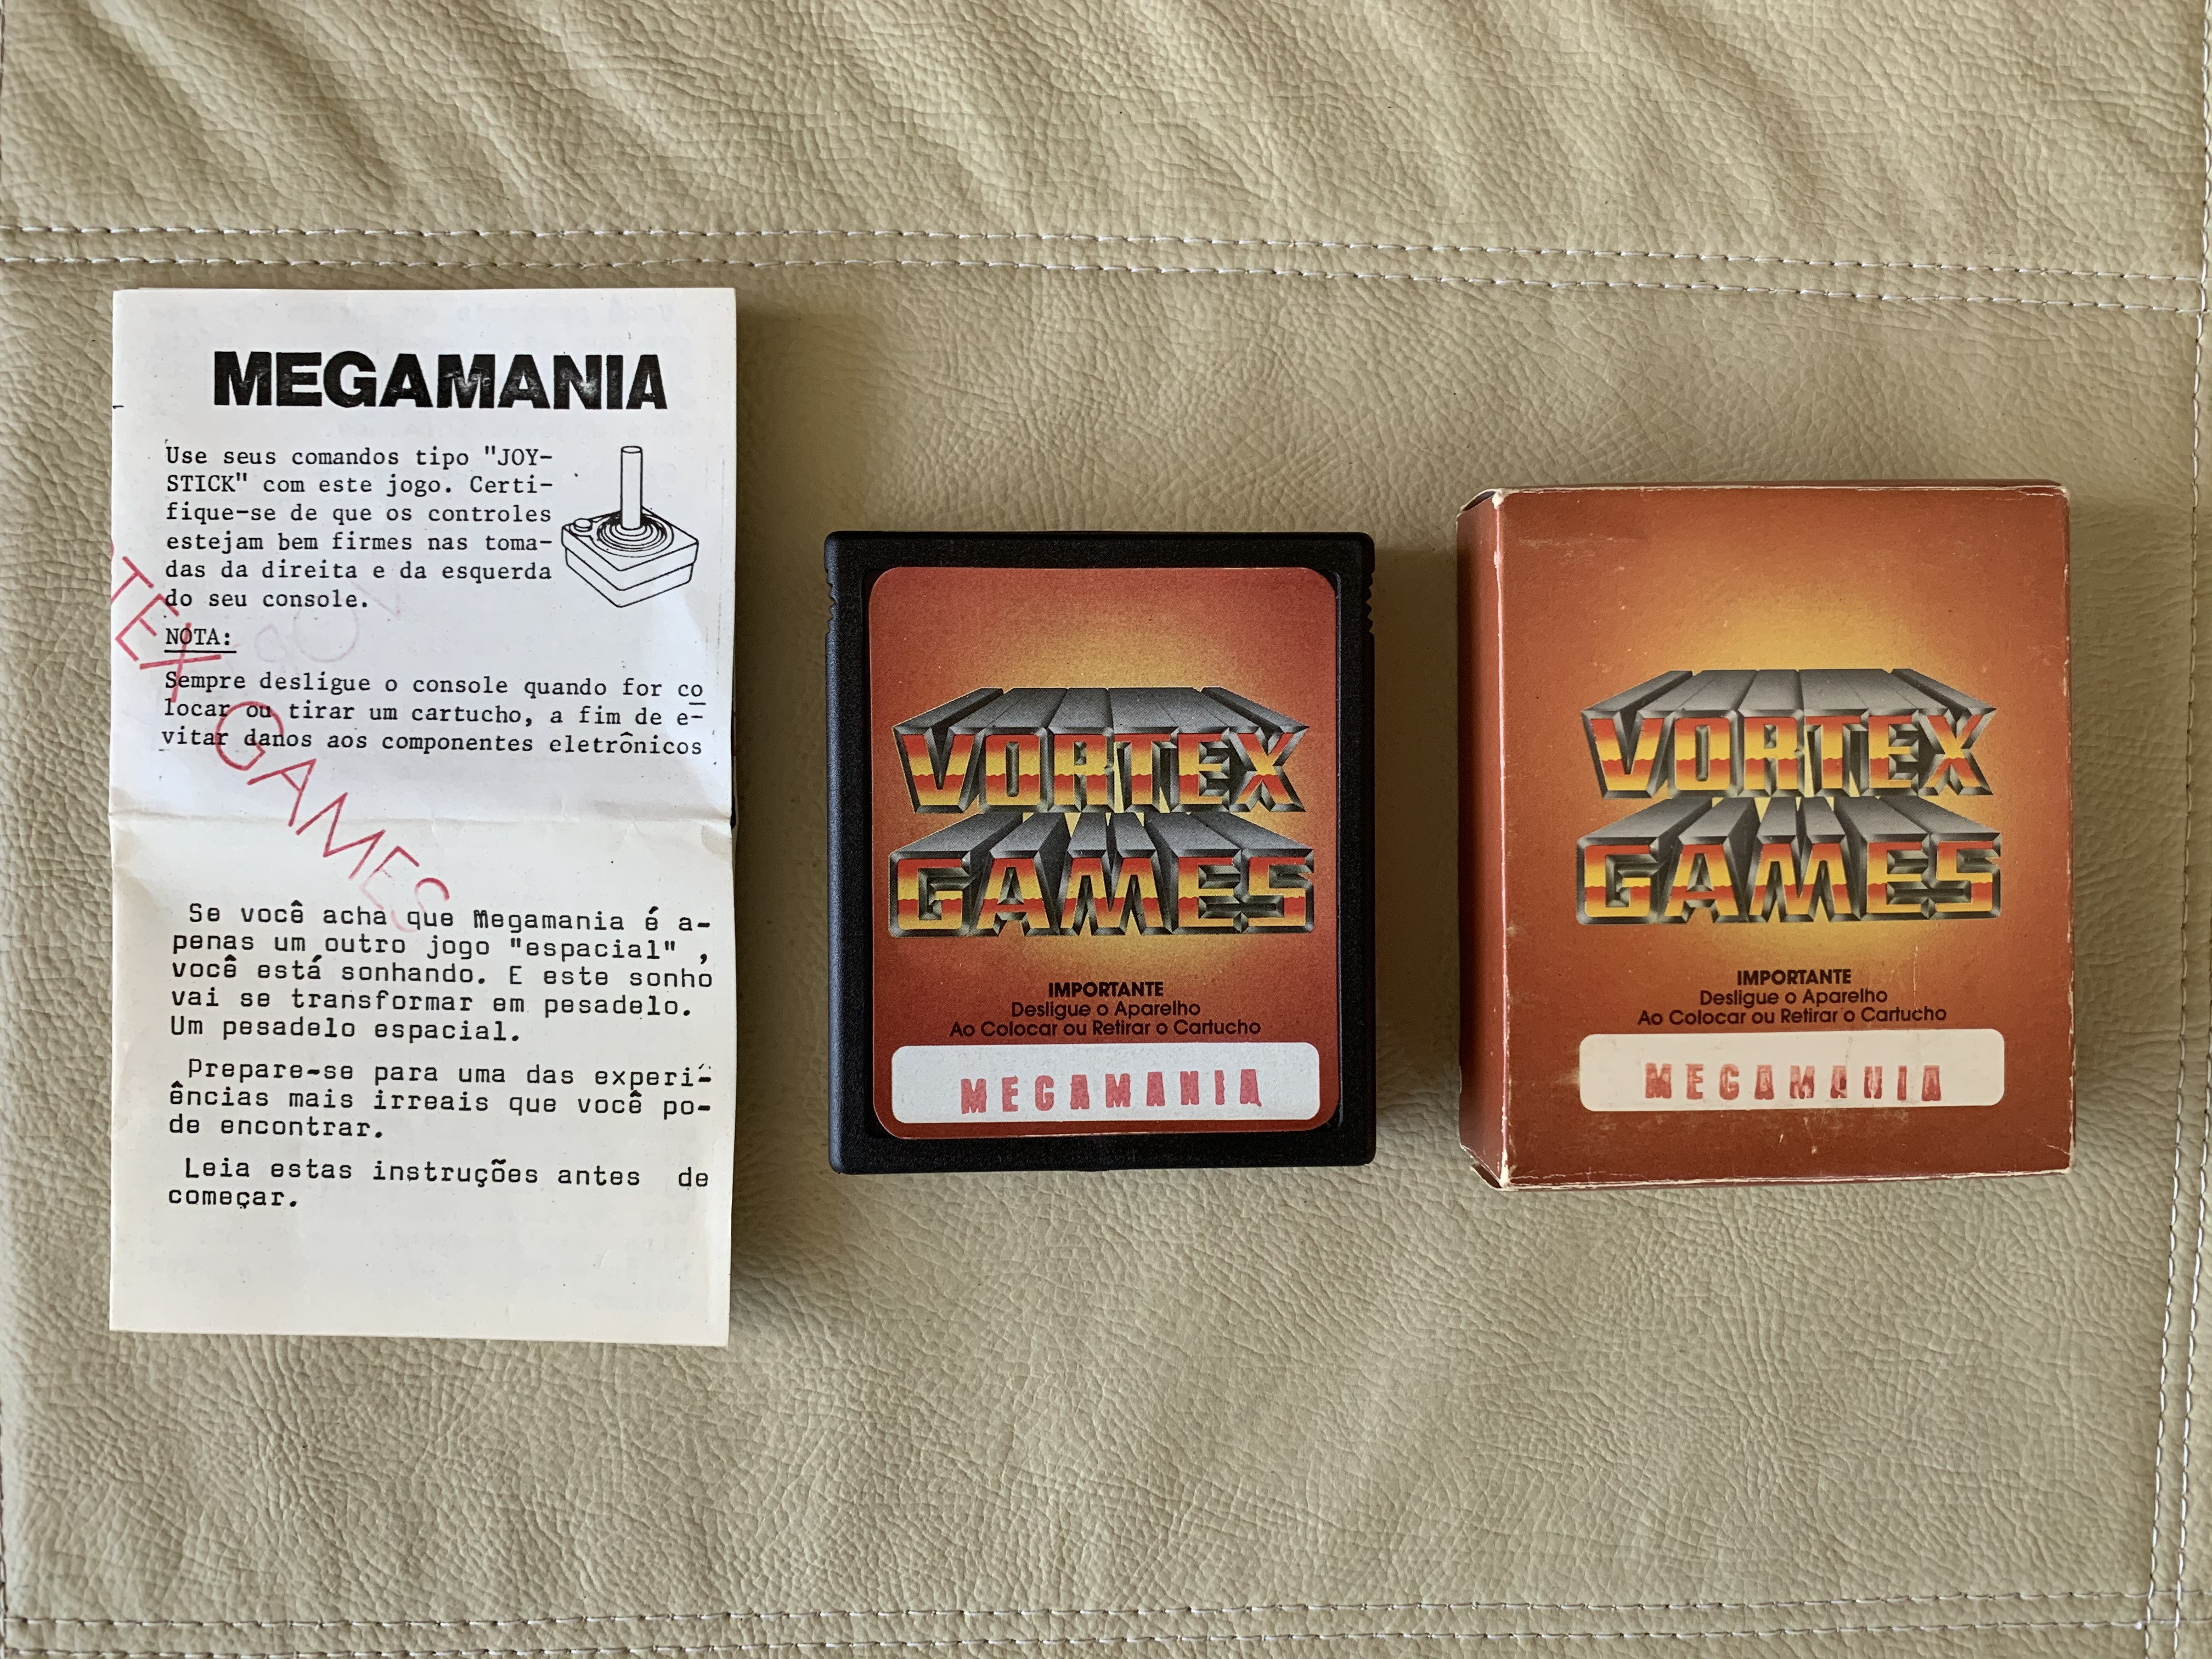 MEGAMANIA
Use seus comandos tipo "JOY-
STICK" com este jogo. Certi-
fique-se de que os controles
estejam bem firmes nas toma-
das da direita e da esquerda
do seu console.
NOTA:
Sempre desligue o console quando for co
locar ou tirar um cartucho, a fim de e-
vitar danos aos componentes eletrônicos
TEX GAMES
Se você acha que Megamania é a-
penas um outro jogo "espacial" ,
você está sonhando. E este sonho
vai se transformar em pesadelo.
Um pesadelo espacial.
Prepare-se para uma das experi-
ências mais irreais que você po-
de encontrar.
Leia estas instruções antes de
começar.
VORTEX
GAMES
IMPORTANTE
Desligue o Aparelho
Ao Colocar ou Retirar o Cartucho
MEGAMANIA
VORTEX
GAMES
IMPORTANTE
Desligue o Aparelho
Ao Colocar ou Retirar o Cartucho
MEGAMANIA